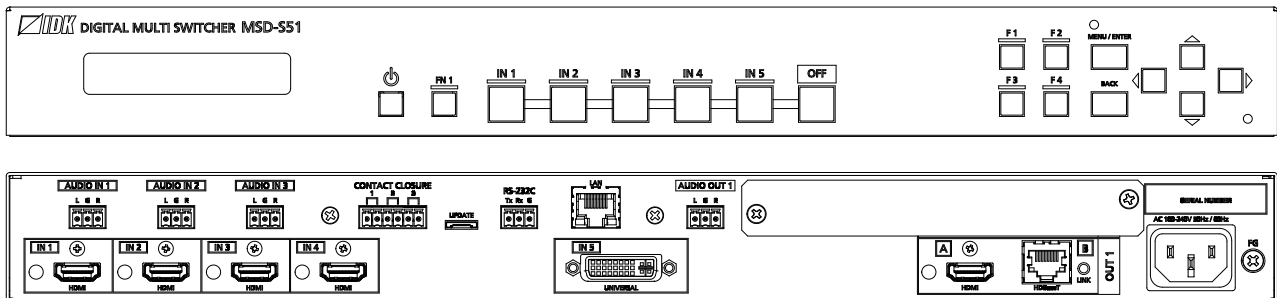 IDK DIGITAL MULTI SWITCHER MSD-S51
FN 1 IN 1 IN 2 IN 3 IN 4 IN 5 OFF
F 1 F 2 MENU / ENTER
F 3 F 4 BACK
AUDIO IN 1 AUDIO IN 2 AUDIO IN 3 CONTACT CLOSURE RS-232C LAN AUDIO OUT 1 SERIAL NUMBER
L G R L G R L G R 1 2 3 UPDATE Tx Rx G L G R AC 100-240V 50Hz / 60Hz
IN 1 IN 2 IN 3 IN 4 IN 5 A B OUT 1 FG
LINK
HDMI HDMI HDMI HDMI UNIVERSAL HDMI HDBaseT